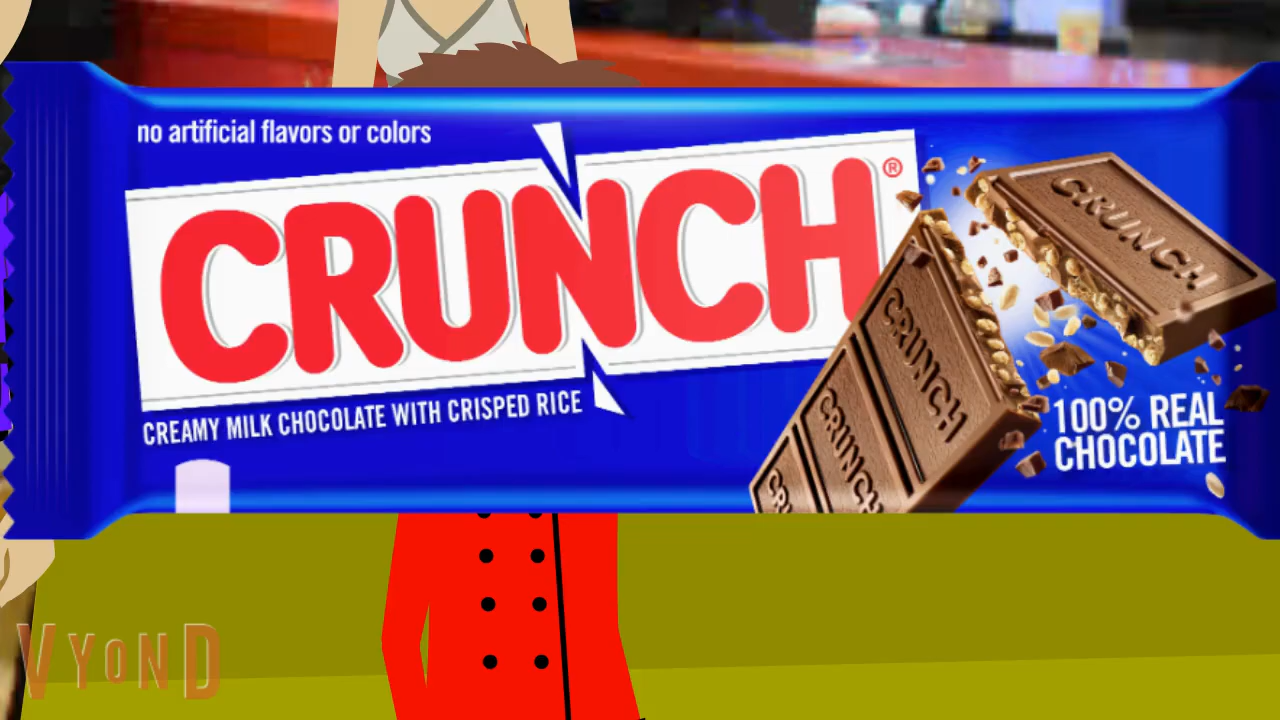 no artificial flavors or colors
CRUNCH®
CREAMY MILK CHOCOLATE WITH CRISPED RICE
CRUNCH
CRUNCH
CRUNCH
CRU
100% REAL
CHOCOLATE
VYOND